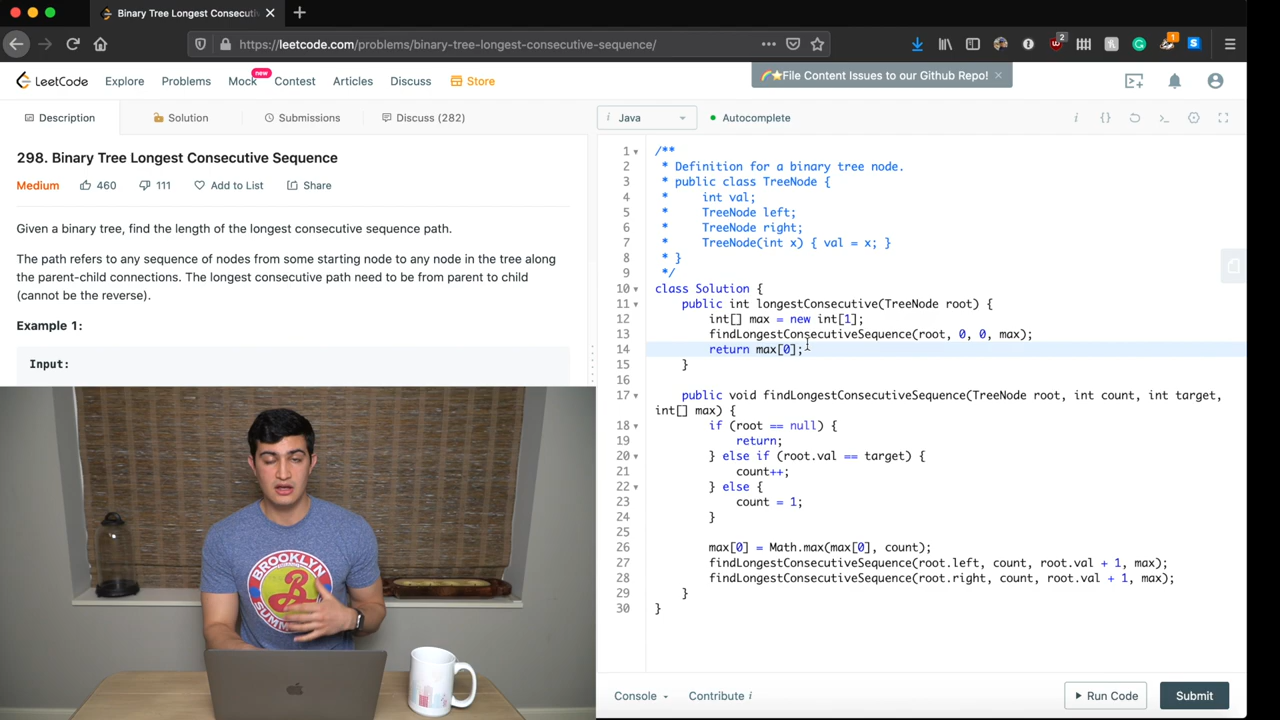 Binary Tree Longest Consecutiv
https://leetcode.com/problems/binary-tree-longest-consecutive-sequence/
2
1
LeetCode
Explore
Problems
Mock
new
Contest
Articles
Discuss
Store
⭐File Content Issues to our Github Repo! ×
Description
Solution
Submissions
Discuss (282)
i Java
Autocomplete
298. Binary Tree Longest Consecutive Sequence
Medium
460
111
Add to List
Share
Given a binary tree, find the length of the longest consecutive sequence path.
The path refers to any sequence of nodes from some starting node to any node in the tree along
the parent-child connections. The longest consecutive path need to be from parent to child
(cannot be the reverse).
Example 1:
Input:
1 /**
2 * Definition for a binary tree node.
3 * public class TreeNode {
4 *     int val;
5 *     TreeNode left;
6 *     TreeNode right;
7 *     TreeNode(int x) { val = x; }
8 * }
9 */
10 class Solution {
11     public int longestConsecutive(TreeNode root) {
12         int[] max = new int[1];
13         findLongestConsecutiveSequence(root, 0, 0, max);
14         return max[0];
15     }
16
17     public void findLongestConsecutiveSequence(TreeNode root, int count, int target,
int[] max) {
18         if (root == null) {
19             return;
20         } else if (root.val == target) {
21             count++;
22         } else {
23             count = 1;
24         }
25
26         max[0] = Math.max(max[0], count);
27         findLongestConsecutiveSequence(root.left, count, root.val + 1, max);
28         findLongestConsecutiveSequence(root.right, count, root.val + 1, max);
29     }
30 }
BROOKLYN
B
Console
Contribute i
Run Code
Submit